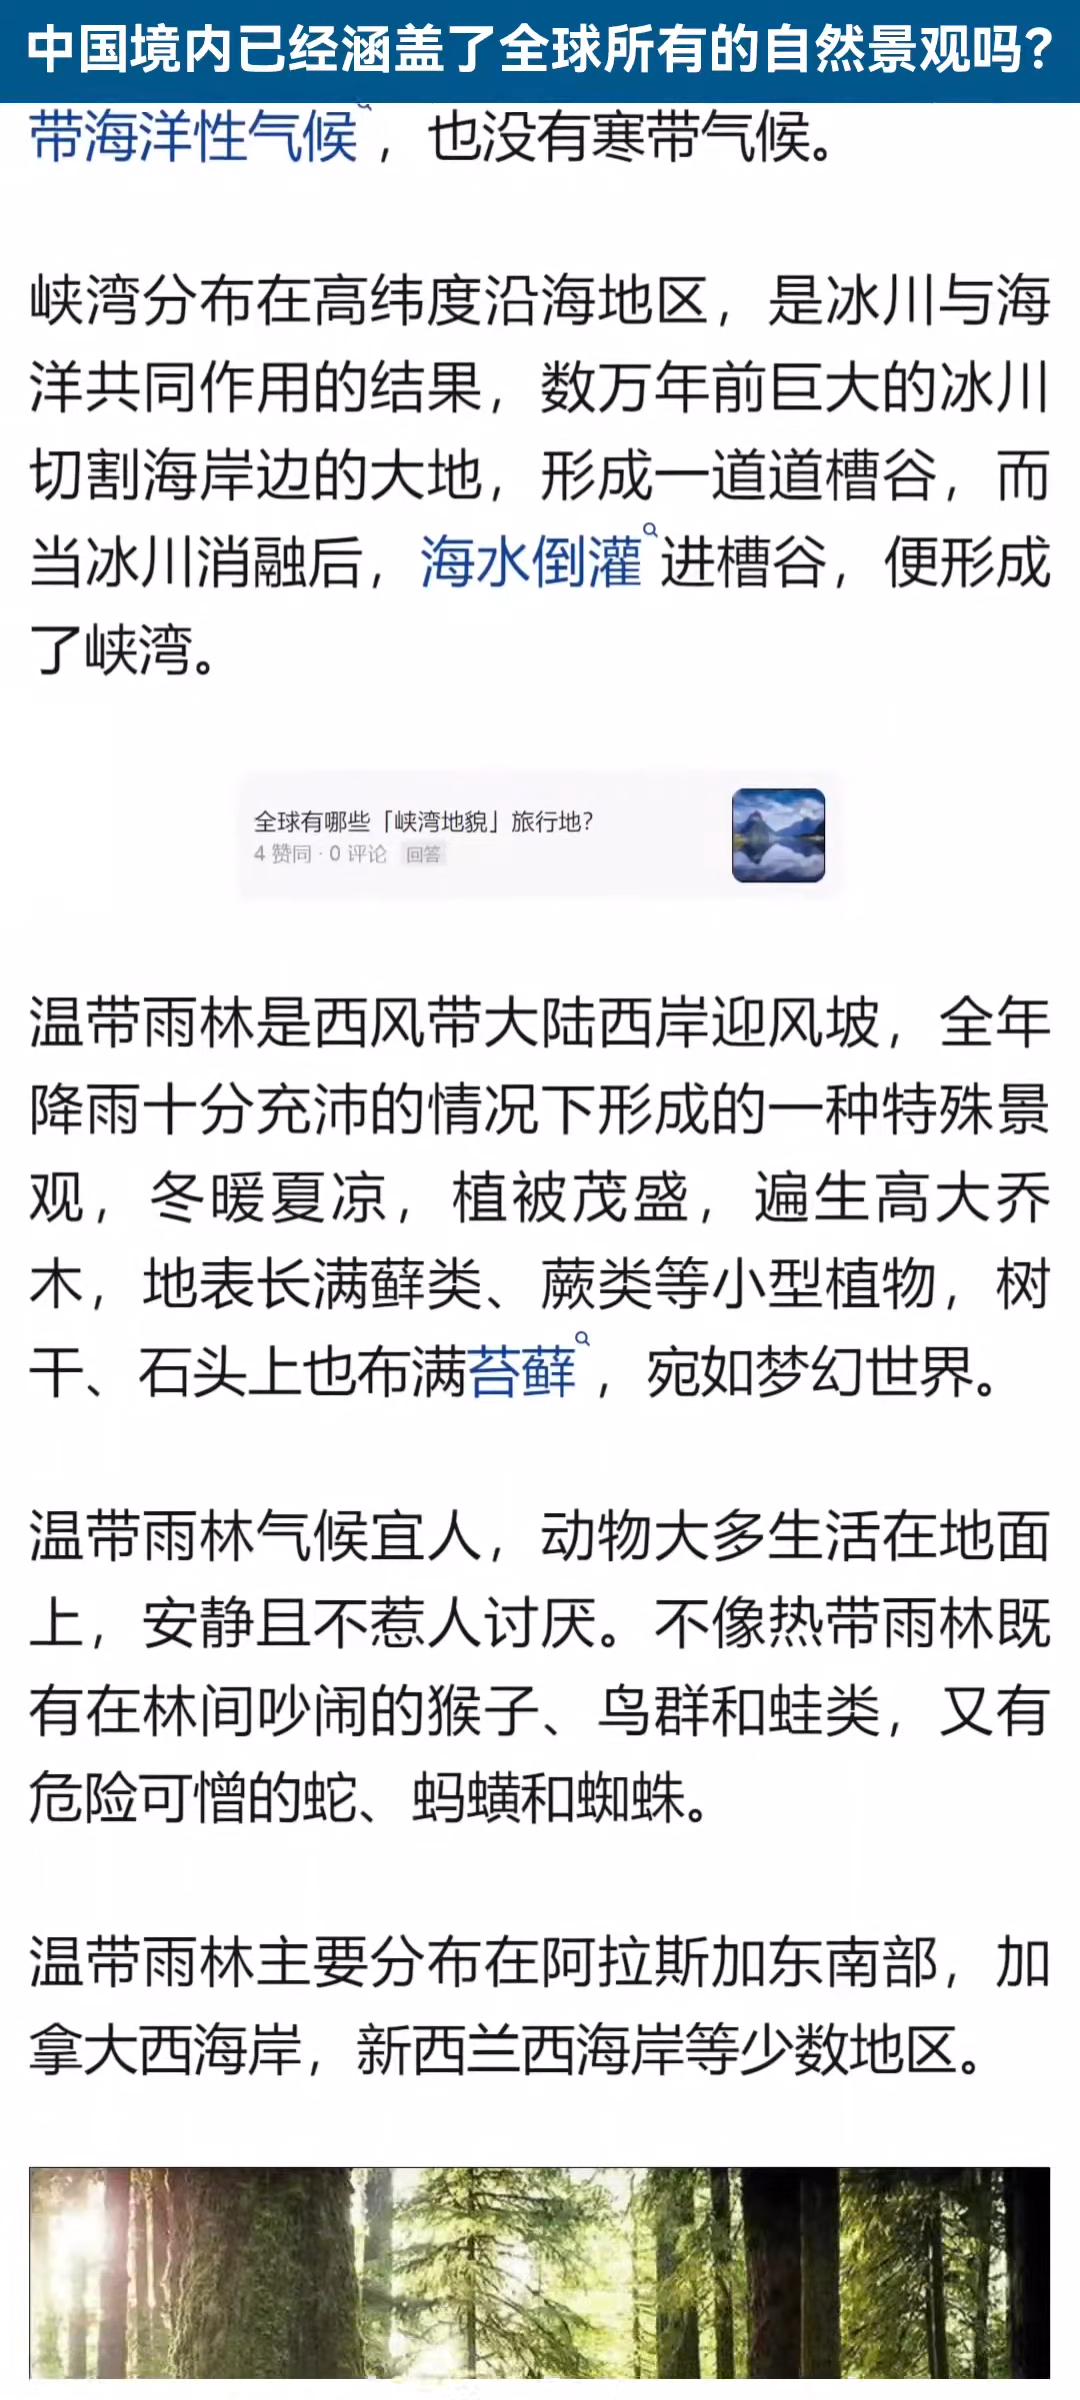 中国境内已经涵盖了全球所有的自然景观吗？
带海洋性气候，也没有寒带气候。
峡湾分布在高纬度沿海地区，是冰川与海
洋共同作用的结果，数万年前巨大的冰川
切割海岸边的大地，形成一道道槽谷，而
当冰川消融后，海水倒灌进槽谷，便形成
了峡湾。
全球有哪些「峡湾地貌」旅行地？
4 赞同 · 0 评论 回答
温带雨林是西风带大陆西岸迎风坡，全年
降雨十分充沛的情况下形成的一种特殊景
观，冬暖夏凉，植被茂盛，遍生高大乔
木，地表长满藓类、蕨类等小型植物，树
干、石头上也布满苔藓，宛如梦幻世界。
温带雨林气候宜人，动物大多生活在地面
上，安静且不惹人讨厌。不像热带雨林既
有在林间吵闹的猴子、鸟群和蛙类，又有
危险可憎的蛇、蚂蟥和蜘蛛。
温带雨林主要分布在阿拉斯加东南部，加
拿大西海岸，新西兰西海岸等少数地区。